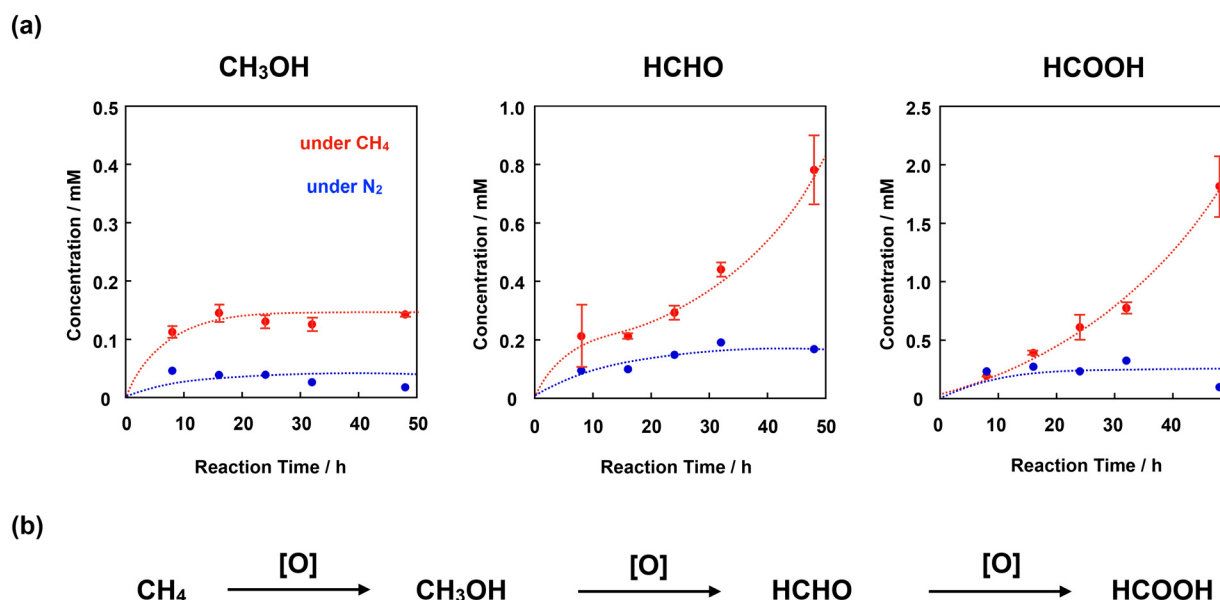 (a)
CH₃OH
HCHO
HCOOH
0.5
0.4
0.3
0.2
0.1
0
Concentration / mM
under CH₄
under N₂
0 10 20 30 40 50
Reaction Time / h
1.0
0.8
0.6
0.4
0.2
0
Concentration / mM
0 10 20 30 40 50
Reaction Time / h
2.5
2.0
1.5
1.0
0.5
0
Concentration / mM
0 10 20 30 40
Reaction Time / h
(b)
CH₄ [O] CH₃OH [O] HCHO [O] HCOOH